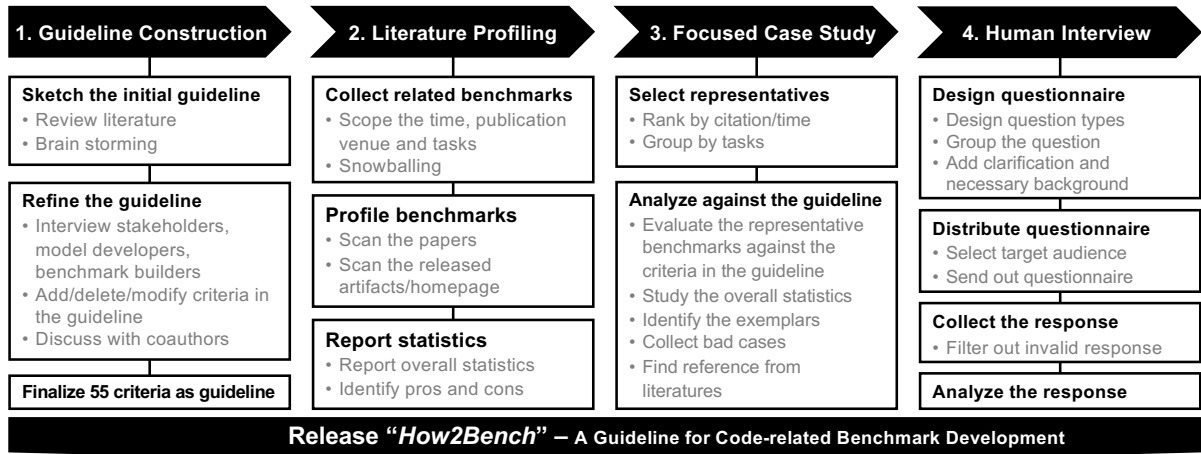 1. Guideline Construction
Sketch the initial guideline
• Review literature
• Brain storming
Refine the guideline
• Interview stakeholders,
model developers,
benchmark builders
• Add/delete/modify criteria in
the guideline
• Discuss with coauthors
Finalize 55 criteria as guideline
2. Literature Profiling
Collect related benchmarks
• Scope the time, publication
venue and tasks
• Snowballing
Profile benchmarks
• Scan the papers
• Scan the released
artifacts/homepage
Report statistics
• Report overall statistics
• Identify pros and cons
3. Focused Case Study
Select representatives
• Rank by citation/time
• Group by tasks
Analyze against the guideline
• Evaluate the representative
benchmarks against the
criteria in the guideline
• Study the overall statistics
• Identify the exemplars
• Collect bad cases
• Find reference from
literatures
4. Human Interview
Design questionnaire
• Design question types
• Group the question
• Add clarification and
necessary background
Distribute questionnaire
• Select target audience
• Send out questionnaire
Collect the response
• Filter out invalid response
Analyze the response
Release “How2Bench” – A Guideline for Code-related Benchmark Development